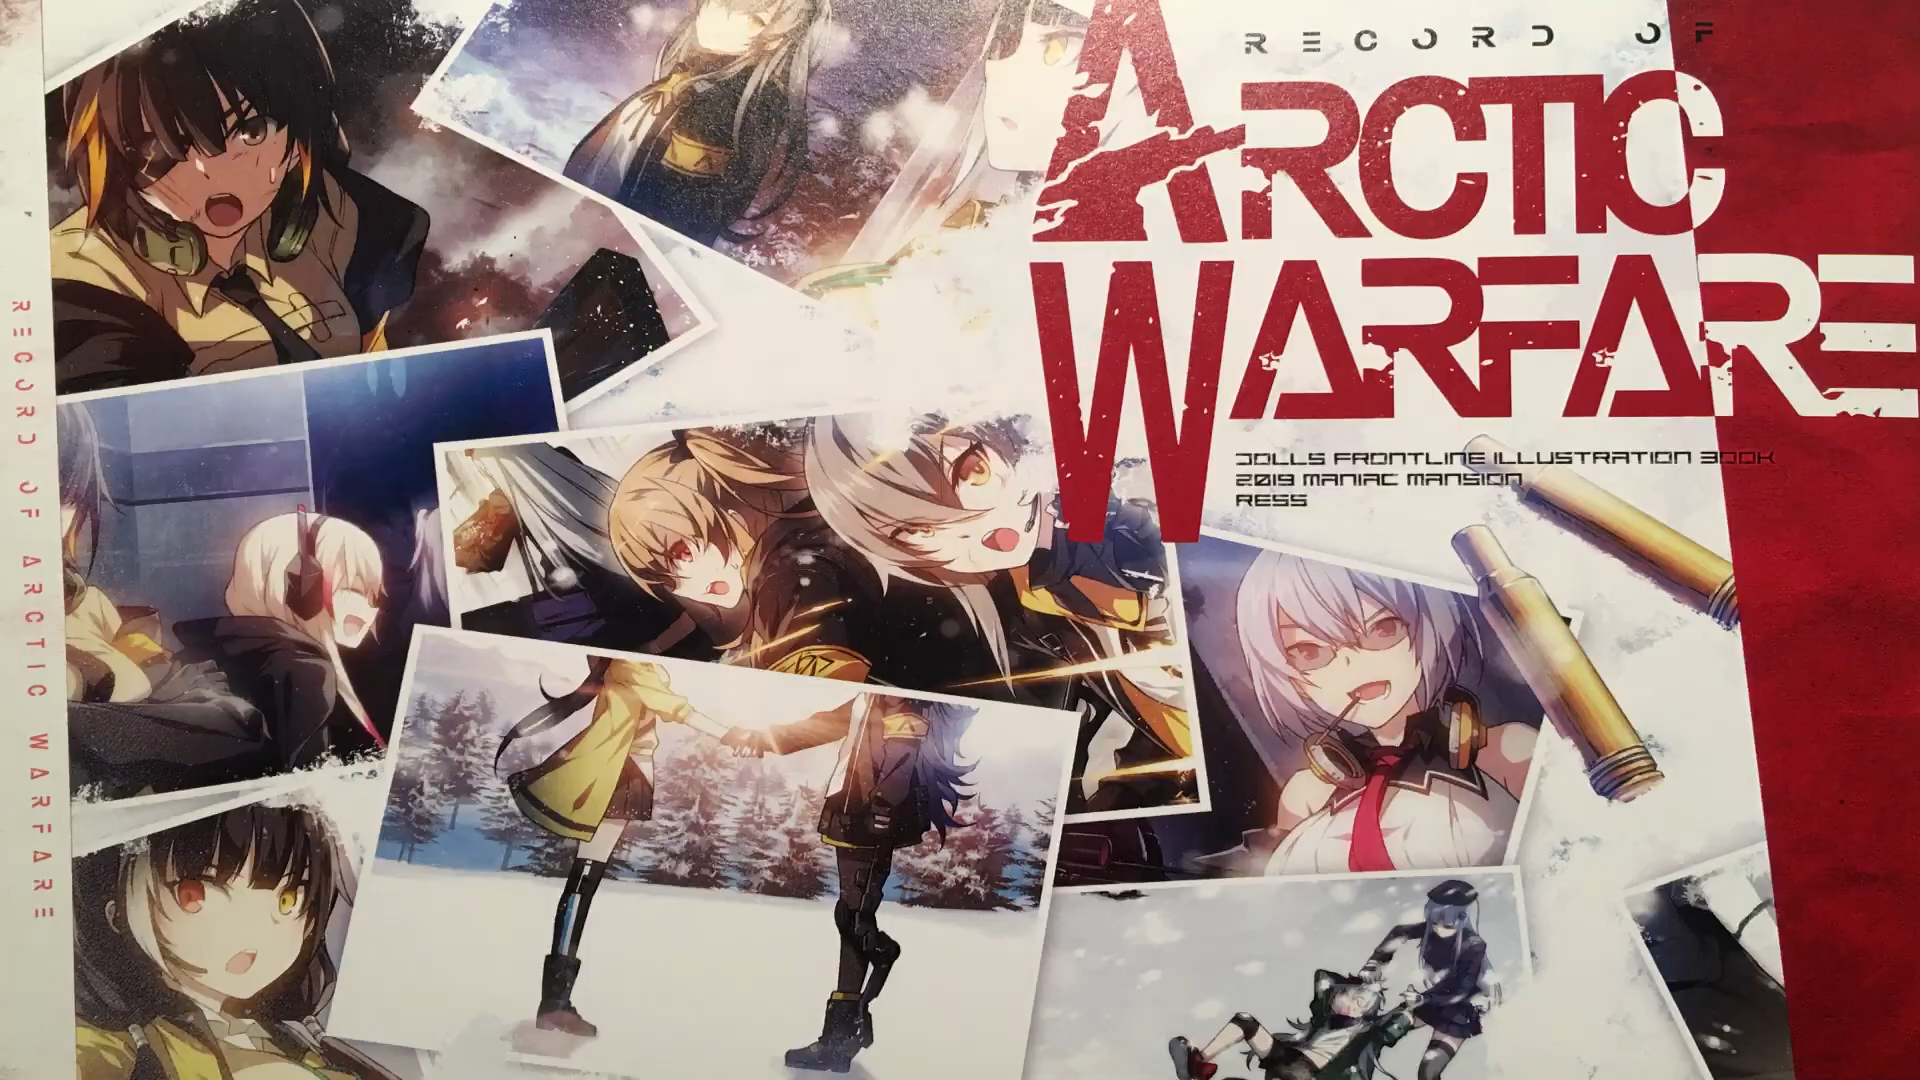 RECORD OF
ARCTIC
WARFARE
DOLLS FRONTLINE ILLUSTRATION BOOK
2019 MANIAC MANSION
RESS
RECORD OF ARCTIC WARFARE